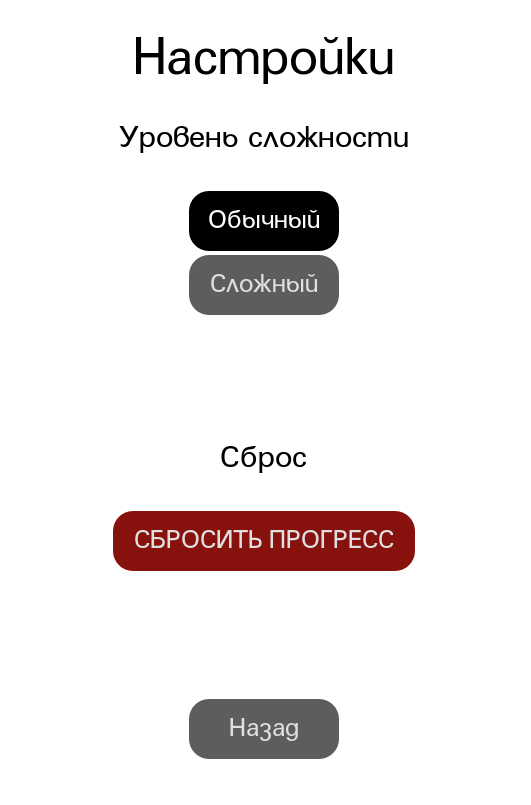 Настройки
Уровень сложности
Обычный
Сложный
Сброс
СБРОСИТЬ ПРОГРЕСС
Назад